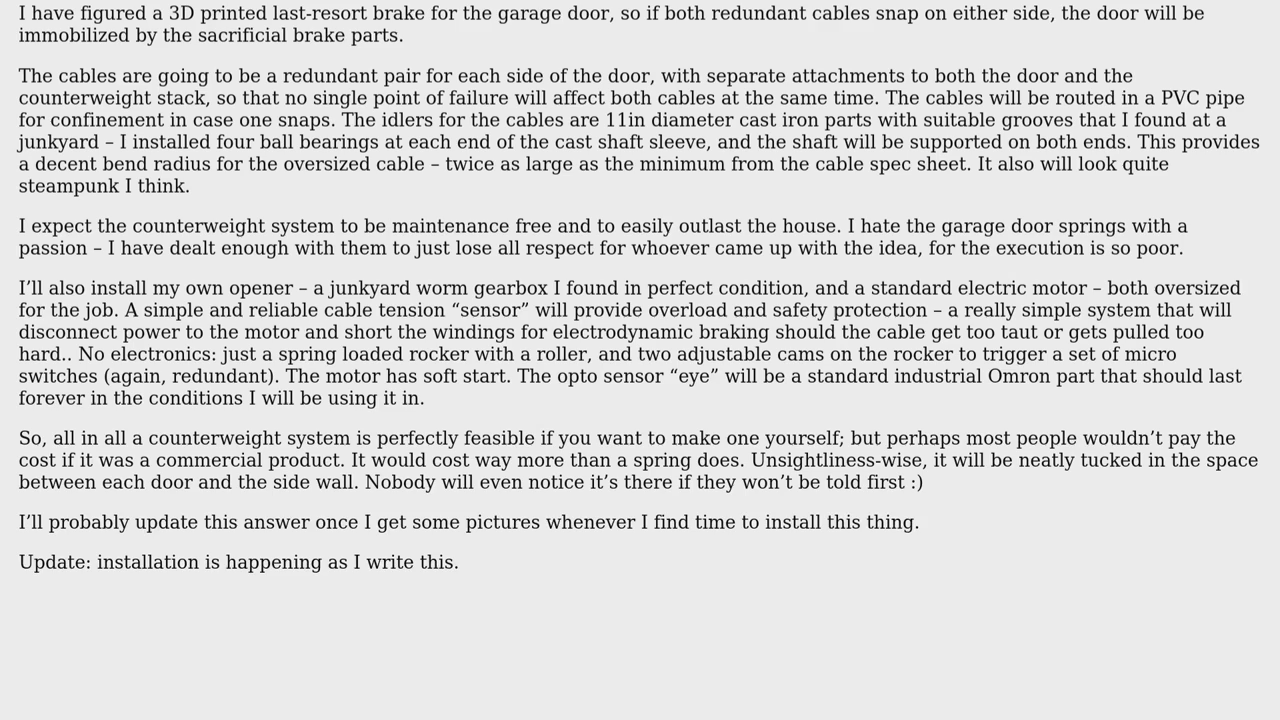 I have figured a 3D printed last-resort brake for the garage door, so if both redundant cables snap on either side, the door will be
immobilized by the sacrificial brake parts.
The cables are going to be a redundant pair for each side of the door, with separate attachments to both the door and the
counterweight stack, so that no single point of failure will affect both cables at the same time. The cables will be routed in a PVC pipe
for confinement in case one snaps. The idlers for the cables are 11in diameter cast iron parts with suitable grooves that I found at a
junkyard – I installed four ball bearings at each end of the cast shaft sleeve, and the shaft will be supported on both ends. This provides
a decent bend radius for the oversized cable – twice as large as the minimum from the cable spec sheet. It also will look quite
steampunk I think.
I expect the counterweight system to be maintenance free and to easily outlast the house. I hate the garage door springs with a
passion – I have dealt enough with them to just lose all respect for whoever came up with the idea, for the execution is so poor.
I’ll also install my own opener – a junkyard worm gearbox I found in perfect condition, and a standard electric motor – both oversized
for the job. A simple and reliable cable tension “sensor” will provide overload and safety protection – a really simple system that will
disconnect power to the motor and short the windings for electrodynamic braking should the cable get too taut or gets pulled too
hard.. No electronics: just a spring loaded rocker with a roller, and two adjustable cams on the rocker to trigger a set of micro
switches (again, redundant). The motor has soft start. The opto sensor “eye” will be a standard industrial Omron part that should last
forever in the conditions I will be using it in.
So, all in all a counterweight system is perfectly feasible if you want to make one yourself; but perhaps most people wouldn’t pay the
cost if it was a commercial product. It would cost way more than a spring does. Unsightliness-wise, it will be neatly tucked in the space
between each door and the side wall. Nobody will even notice it’s there if they won’t be told first :)
I’ll probably update this answer once I get some pictures whenever I find time to install this thing.
Update: installation is happening as I write this.